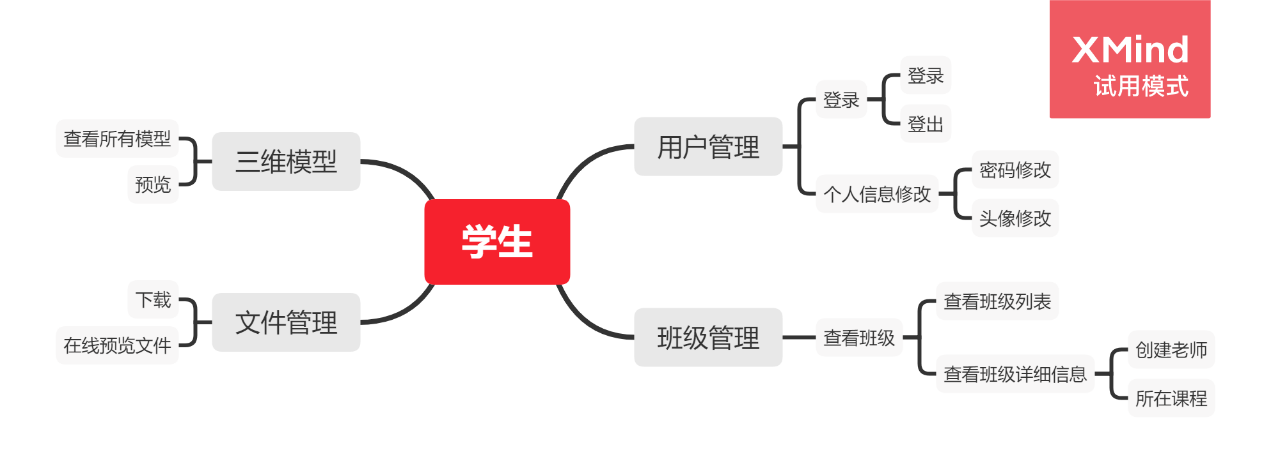 XMind
试用模式
学生
用户管理
登录
登录
登出
个人信息修改
密码修改
头像修改
班级管理
查看班级
查看班级列表
查看班级详细信息
创建老师
所在课程
三维模型
查看所有模型
预览
文件管理
下载
在线预览文件